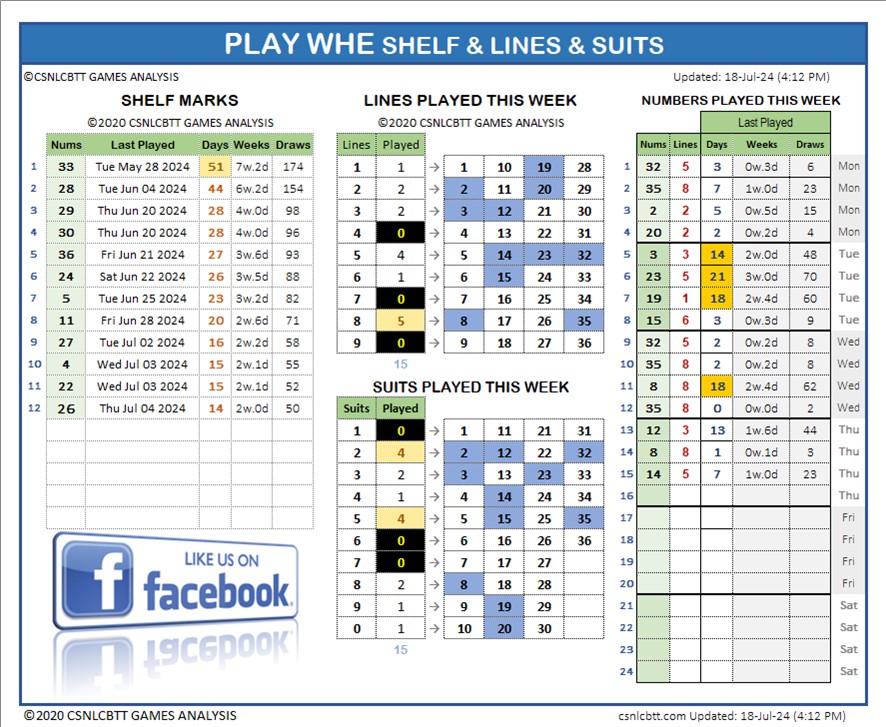 PLAY WHE SHELF & LINES & SUITS
©CSNLCBTT GAMES ANALYSIS Updated: 18-Jul-24 (4:12 PM)
SHELF MARKS
©2020 CSNLCBTT GAMES ANALYSIS
Nums Last Played Days Weeks Draws
1 33 Tue May 28 2024 51 7w.2d 174
2 28 Tue Jun 04 2024 44 6w.2d 154
3 29 Thu Jun 20 2024 28 4w.0d 98
4 30 Thu Jun 20 2024 28 4w.0d 96
5 36 Fri Jun 21 2024 27 3w.6d 93
6 24 Sat Jun 22 2024 26 3w.5d 88
7 5 Tue Jun 25 2024 23 3w.2d 82
8 11 Fri Jun 28 2024 20 2w.6d 71
9 27 Tue Jul 02 2024 16 2w.2d 58
10 4 Wed Jul 03 2024 15 2w.1d 55
11 22 Wed Jul 03 2024 15 2w.1d 52
12 26 Thu Jul 04 2024 14 2w.0d 50
LIKE US ON
facebook
LINES PLAYED THIS WEEK
©2020 CSNLCBTT GAMES ANALYSIS
Lines Played
1 1 → 1 10 19 28
2 2 → 2 11 20 29
3 2 → 3 12 21 30
4 0 → 4 13 22 31
5 4 → 5 14 23 32
6 1 → 6 15 24 33
7 0 → 7 16 25 34
8 5 → 8 17 26 35
9 0 → 9 18 27 36
15
SUITS PLAYED THIS WEEK
Suits Played
1 0 → 1 11 21 31
2 4 → 2 12 22 32
3 2 → 3 13 23 33
4 1 → 4 14 24 34
5 4 → 5 15 25 35
6 0 → 6 16 26 36
7 0 → 7 17 27
8 2 → 8 18 28
9 1 → 9 19 29
0 1 → 10 20 30
15
NUMBERS PLAYED THIS WEEK
Last Played
Nums Lines Days Weeks Draws
1 32 5 3 0w.3d 6 Mon
2 35 8 7 1w.0d 23 Mon
3 2 2 5 0w.5d 15 Mon
4 20 2 2 0w.2d 4 Mon
5 3 3 14 2w.0d 48 Tue
6 23 5 21 3w.0d 70 Tue
7 19 1 18 2w.4d 60 Tue
8 15 6 3 0w.3d 9 Tue
9 32 5 2 0w.2d 8 Wed
10 35 8 2 0w.2d 8 Wed
11 8 8 18 2w.4d 62 Wed
12 35 8 0 0w.0d 2 Wed
13 12 3 13 1w.6d 44 Thu
14 8 8 1 0w.1d 3 Thu
15 14 5 7 1w.0d 23 Thu
16 Thu
17 Fri
18 Fri
19 Fri
20 Fri
21 Sat
22 Sat
23 Sat
24 Sat
©2020 CSNLCBTT GAMES ANALYSIS csnlcbtt.com Updated: 18-Jul-24 (4:12 PM)